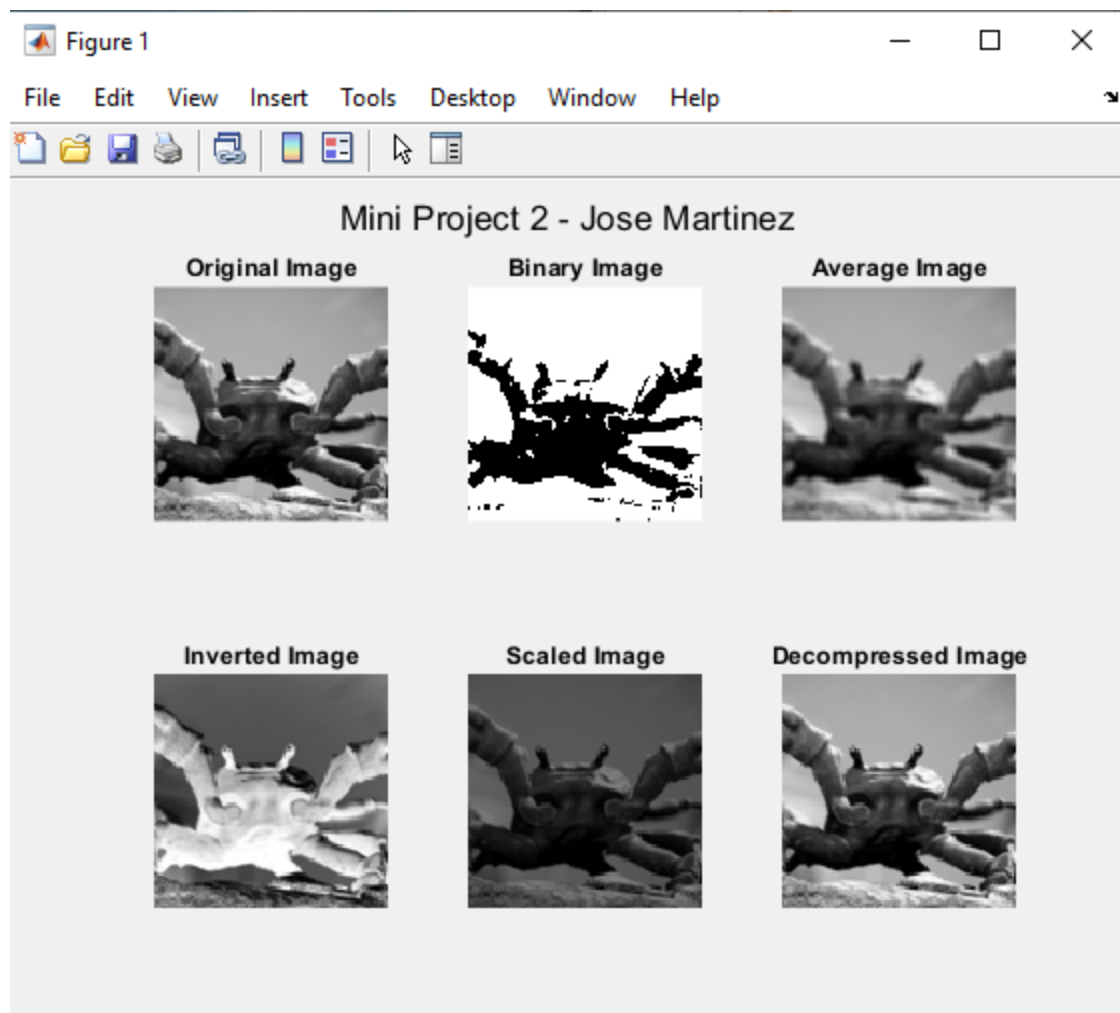 Figure 1
File Edit View Insert Tools Desktop Window Help
Mini Project 2 - Jose Martinez
Original Image Binary Image Average Image
Inverted Image Scaled Image Decompressed Image